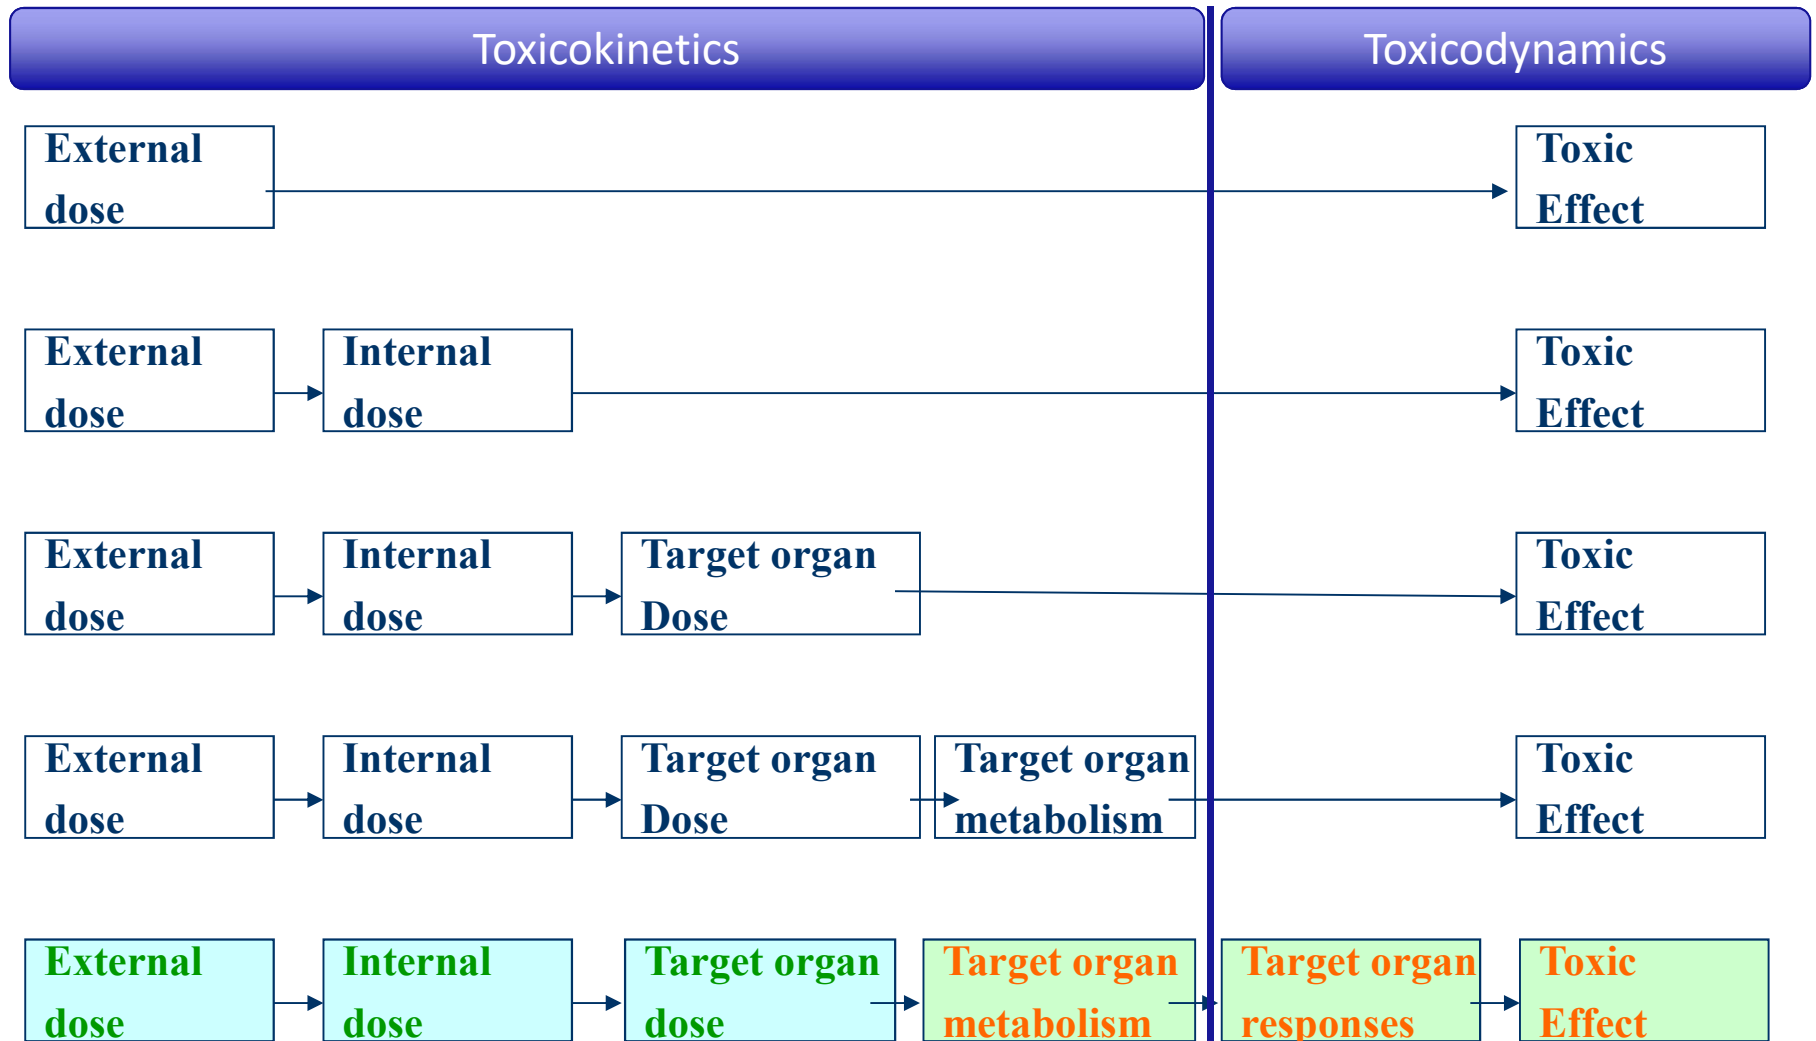 Toxicokinetics
Toxicodynamics
External
dose
Toxic
Effect
External
dose
Internal
dose
Toxic
Effect
External
dose
Internal
dose
Target organ
Dose
Toxic
Effect
External
dose
Internal
dose
Target organ
Dose
Target organ
metabolism
Toxic
Effect
External
dose
Internal
dose
Target organ
dose
Target organ
metabolism
Target organ
responses
Toxic
Effect